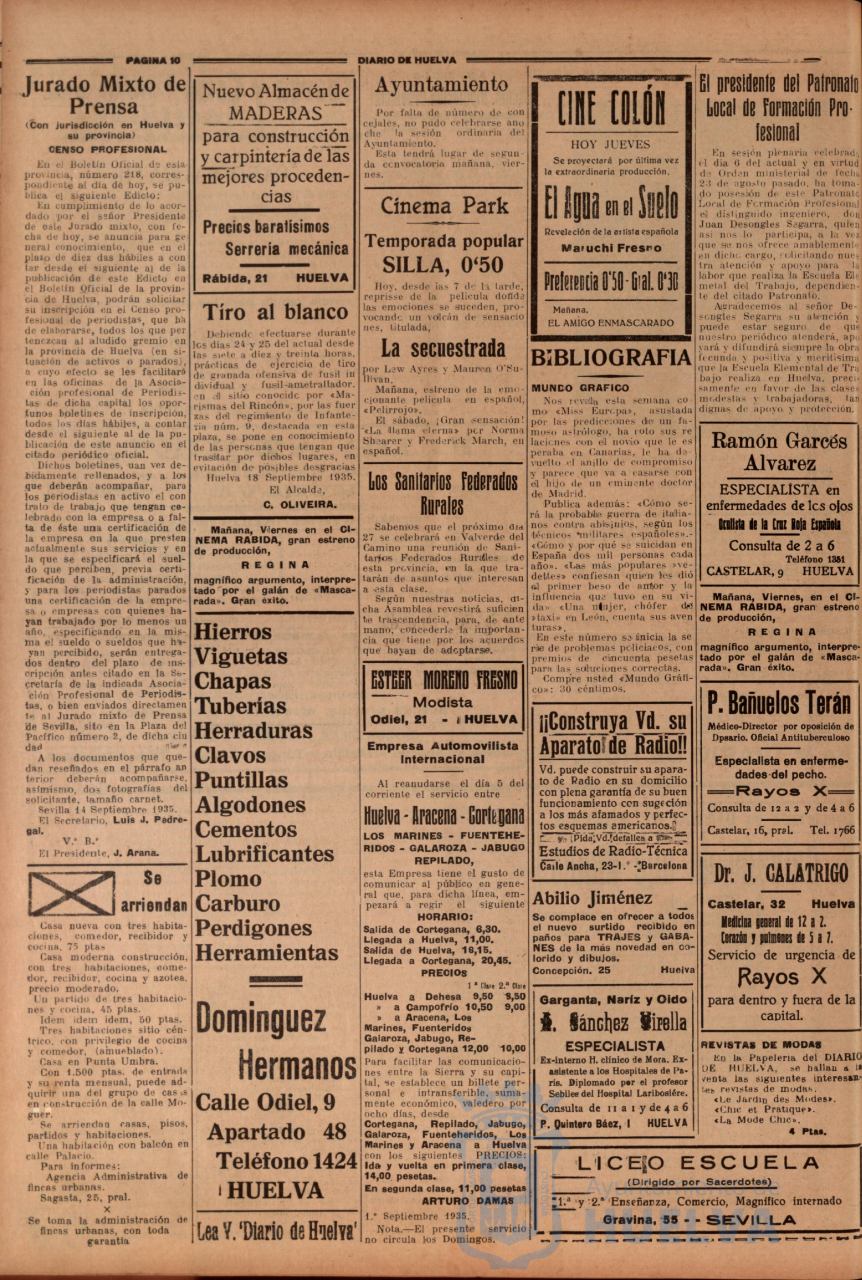 PAGINA 10
DIARIO DE HUELVA
Jurado Mixto de
Prensa
(Con jurisdicción en Huelva y
su provincia)
CENSO PROFESIONAL
En el Boletín Oficial de esta
provincia, número 218, corres-
pondiente al día de hoy, se pu-
blica el siguiente Edicto:
En cumplimiento de lo acor-
dado por el señor Presidente
de este Jurado mixto, con fe-
cha de hoy, se anuncia para ge-
neral conocimiento, que en el
plazo de diez das hábiles a con-
tar desde el siguiente al de la
publicación de este Edicto en
el Boletín Oficial de la provin-
cia de Huelva, podrán solicitar
su inscripción en el Censo pro-
fesional de periodistas, que ha
de elaborarse, todos los que per
tenezcan al aludido gremio en
la provincia de Huelva (en si-
tuación de activos o parados),
a cuyo efecto se les facilitará
en las oficinas de la Asocia-
ción profesional de Periodis-
tas de dicha capital los opor-
tunos boletines de inscripción,
todos los días hábiles, a contar
desde el siguiente al de la pu-
blicación de este anuncio en el
citado periódico oficial.
Dichos boletines, uan vez de-
bidamente rellenados, y a los
que deberán acompañar, para
los periodistas en activo el con
trato de trabajo que tengan ce-
lebrado con la empresa o a fal-
ta de éste una certificación de
la empresa en la que presten
actualmente sus servicios y en
la que se especificará el suel-
do que perciben, previa certi-
ficación de la administración,
y para los periodistas parados
una certificación de la empre-
sa o empresas con quienes ha-
yan trabajado por lo menos un
año, especificando en la mis-
ma el sueldo o sueldos que ha-
yan percibido, serán entrega-
dos dentro del plazo de ins-
cripción antes citado en la Se-
cretaría de la indicada Asocia-
ción Profesional de Periodis-
tas, o bien enviados directamen
te al Jurado mixto de Prensa
de Sevilla, sito en la Plaza del
Pacífico número 2, de dicha ciu
dad
A los documentos que que-
dan reseñados en el párrafo an
terior deberán acompañarse,
asimismo, dos fotografías del
solicitante, tamaño carnet.
Sevilla 14 Septiembre 1935.
El Secretario, Luis J. Pedre-
gal.
V.º B.º
El Presidente, J. Arana.
Se
arriendan
Casa nueva con tres habita-
ciones, comedor, recibidor y
cocina, 75 ptas
Casa moderna construcción,
con tres habitaciones, come-
dor, recibidor, cocina y azotea,
precio moderado.
Un partido de tres habitacio-
nes y cocina, 45 ptas.
Idem idem idem, 50 ptas.
Tres habitaciones sitio cén-
trico, con privilegio de cocina
y comedor, (amueblado).
Casa en Punta Umbra.
Con 1.500 ptas. de entrada
y su renta mensual, puede ad-
quirir una del grupo de casas
en construcción de la calle Mo-
guer.
Se arriendan casas, pisos,
partidos y habitaciones.
Una habitación con balcón en
calle Palacio.
Para informes:
Agencia Administrativa de
fincas urbanas.
Sagasta, 25, pral.
X
Se toma la administración de
fincas urbanas, con toda
garantía
Nuevo Almacén de
MADERAS
para construcción
y carpintería de las
mejores proceden-
cias
Precios baratísimos
Serrería mecánica
Rábida, 21 HUELVA
Tiro al blanco
Debiendo efectuarse durante
los días 24 y 25 del actual desde
las siete a diez y treinta horas,
prácticas de ejercicio de tiro
de granada ofensiva de fusil in
dividual y fusil-ametrallador,
en el sitio conocido por «Ma-
rismas del Rincón», por las fuer
zas del regimiento de Infante-
ría núm. 9, destacada en esta
plaza, se pone en conocimiento
de las personas que tengan que
trasitar por dichos lugares, en
evitación de posibles desgracias
Huelva 18 Septiembre 1935.
El Alcalde,
C. OLIVEIRA.
Mañana, Viernes en el CI-
NEMA RABIDA, gran estreno
de producción,
REGINA
magnífico argumento, interpre-
tado por el galán de «Masca-
rada». Gran éxito.
Hierros
Viguetas
Chapas
Tuberías
Herraduras
Clavos
Puntillas
Algodones
Cementos
Lubrificantes
Plomo
Carburo
Perdigones
Herramientas
Dominguez
Hermanos
Calle Odiel, 9
Apartado 48
Teléfono 1424
HUELVA
Lea V. 'Diario de Huelva'
Ayuntamiento
Por falta de número de con
cejales, no pudo celebrarse ano
che la sesión ordinaria del
Ayuntamiento.
Esta tendrá lugar de segun-
da convocatoria mañana, vier-
nes.
Cinema Park
Temporada popular
SILLA, 0'50
Hoy, desde las 7 de la tarde,
reprisse de la película donda
las emociones se suceden, pro-
vocando un volcán de sensacio
nes, titulada,
La secuestrada
por Lew Ayres y Mauren O'Su-
llivan.
Mañana, estreno de la emo-
cionante película en español,
«Pelirrojo».
El sábado, ¡Gran sensación!
«La llama eterna» por Norma
Shearer y Frederick March, en
español.
Los Sanitarios Federados
Rurales
Sabemos que el próximo dia
27 se celebrará en Valverde del
Camino una reunión de Sani-
tarios Federados Rurales de
esta provincia, en la que tra-
tarán de asuntos que interesan
a esta clase.
Según nuestras noticias, di-
cha Asamblea revestirá suficien
te trascendencia, para, de ante
mano, concederle la importan-
cia que tiene por los acuerdos
que hayan de adoptarse.
ESTEER MORENO FRESNO
Modista
Odiel, 21 - HUELVA
Empresa Automovilista
Internacional
Al reanudarse el día 5 del
corriente el servicio entre
Huelva - Aracena - Cortegana
LOS MARINES - FUENTEHE-
RIDOS - GALAROZA - JABUGO
REPILADO,
esta Empresa tiene el gusto de
comunicar al público en gene-
ral que, para dicha línea, em-
pezará a regir el siguiente
HORARIO:
Salida de Cortegana, 6,30.
Llegada a Huelva, 11,00.
Salida de Huelva, 16,15.
Llegada a Cortegana, 20,45.
PRECIOS
1.ª Clase 2.ª Clase
Huelva a Dehesa 9,50 8,50
» a Campofrío 10,50 9,00
» a Aracena, Los
Marines, Fuenteridos
Galaroza, Jabugo, Re-
pilado y Cortegana 12,00 10,00
Para facilitar las comunicacio-
nes entre la Sierra y su capi-
tal, se establece un billete per-
sonal e intransferible, suma-
mente económico, valedero por
ocho días, desde
Cortegana, Repilado, Jabugo,
Galaroza, Fuenteheridos, Los
Marines y Aracena a Huelva
con los siguientes PRECIOS:
Ida y vuelta en primera clase,
14,00 pesetas.
En segunda clase, 11,00 pesetas
ARTURO DAMAS
1.º Septiembre 1935.
Nota.—El presente servicio
no circula los Domingos.
CINE COLÓN
HOY JUEVES
Se proyectará por última vez
la extraordinaria producción,
El Agua en el Suelo
Revelación de la artista española
Maruchi Fresno
Preferencia 0'50 - Gral. 0'30
Mañana,
EL AMIGO ENMASCARADO
BIBLIOGRAFIA
MUNDO GRAFICO
Nos revela esta semana co
mo «Miss Europa», asustada
por las predicciones de un fa-
moso astrólogo, ha roto sus re
laciones con el novio que le es
peraba en Canarias, le ha de-
vuelto el anillo de compromiso
y parece que va a casarse con
el hijo de un eminente doctor
de Madrid.
Publica además: «Cómo se-
rá la probable guerra de italia-
nos contra abisinios, según los
técnicos militares españoles».-
«Cómo y por qué se suicidan en
España dos mil personas cada
año». «Las más populares «ve-
dettes» confiesan quien les dió
el primer beso de amor y la
influencia que tuvo en su vi-
da» «Una mujer, chófer de
«taxi» en León, cuenta sus aven
turas».
En este número se inicia la se
rie de problemas policíacos, con
premios de cincuenta pesetas
para las soluciones correctas.
Compre usted «Mundo Gráfi-
co»: 30 céntimos.
¡¡Construya Vd. su
Aparato de Radio!!
Vd. puede construir su apara-
to de Radio en su domicilio
con plena garantía de su buen
funcionamiento con sugeción
a los más afamados y perfec-
tos esquemas americanos.
Pida Vd. detalles a
Estudios de Radio-Técnica
Calle Ancha, 23-1.º - Barcelona
Abilio Jiménez
Se complace en ofrecer a todos
el nuevo surtido recibido en
paños para TRAJES y GABA-
NES de la más novedad en co-
lorido y dibujos.
Concepción. 25 Huelva
Garganta, Nariz y Oido
A. Sánchez Virella
ESPECIALISTA
Ex-interno H. clínico de Mora. Ex-
asistente a los Hospitales de Pa-
ris. Diplomado por el profesor
Sebileu del Hospital Lariboisiére.
Consulta de 11 a 1 y de 4 a 6
P. Quintero Báez, 1 HUELVA
LICEO ESCUELA
(Dirigido por Sacerdotes)
1.ª y 2.ª Enseñanza, Comercio, Magnífico internado
Gravina, 55 - - SEVILLA
El presidente del Patronato
Local de Formación Pro-
fesional
En sesión plenaria celebrada
el día 6 del actual y en virtud
de Orden ministerial de fecha
23 de agosto pasado, ha toma-
do posesión de este Patronato
Local de Formación Profesional
el distinguido ingeniero, don
Juan Desongles Segarra, quien
así nos lo participa, a la vez
que se nos ofrece amablemente
en dicho cargo, solicitando nues
tra atención y apoyo para la
labor que realiza la Escuela Ele
metal del Trabajo, dependien-
te del citado Patronato.
Agradecemos al señor De-
songles Segarra su atención y
puede estar seguro de que
nuestro periódico atenderá, apo
yará y difundirá siempre la obra
fecunda y positiva y meritísima
que la Escuela Elemental de Tra
bajo realiza en Huelva, preci-
samente en favor de las clases
modestas y trabajadoras, tan
dignas de apoyo y protección.
Ramón Garcés
Alvarez
ESPECIALISTA en
enfermedades de los ojos
Oculista de la Cruz Roja Española
Consulta de 2 a 6
Teléfono 1381
CASTELAR, 9 HUELVA
Mañana, Viernes, en el CI-
NEMA RABIDA, gran estreno
de producción,
REGINA
magnífico argumento, interpre-
tado por el galán de «Masca-
rada». Gran éxito.
P. Bañuelos Terán
Médico-Director por oposición de
Dpsario. Oficial Antituberculoso
Especialista en enferme-
dades del pecho.
Rayos X
Consulta de 12 a 2 y de 4 a 6
Castelar, 16, pral. Tel. 1766
Dr. J. CALATRIGO
Castelar, 32 Huelva
Medicina general de 12 a 2.
Corazón y pulmones de 5 a 7.
Servicio de urgencia de
Rayos X
para dentro y fuera de la
capital.
REVISTAS DE MODAS
En la Papelería del DIARIO
DE HUELVA, se hallan a la
venta las siguientes interesan-
tes revistas de modas.
«Le Jardin des Modes».
«Chic et Pratique».
«La Mode Chic».
4 Ptas.